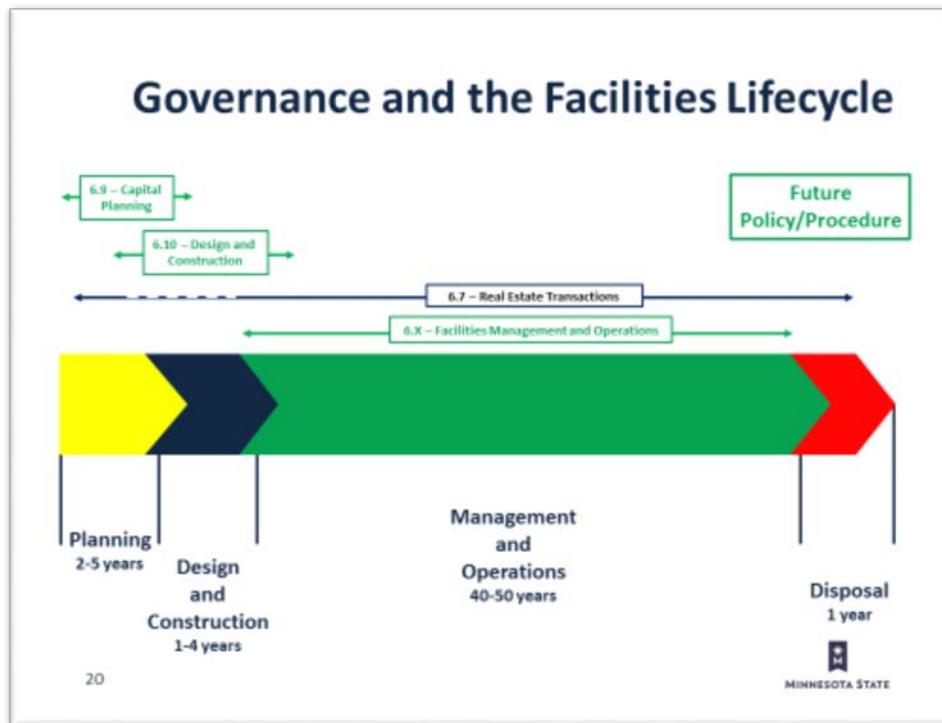 Governance and the Facilities Lifecycle
6.9 – Capital
Planning
Future
Policy/Procedure
6.10 – Design and
Construction
6.7 – Real Estate Transactions
6.X – Facilities Management and Operations
Planning
2-5 years
Design
and
Construction
1-4 years
Management
and
Operations
40-50 years
Disposal
1 year
20
MINNESOTA STATE